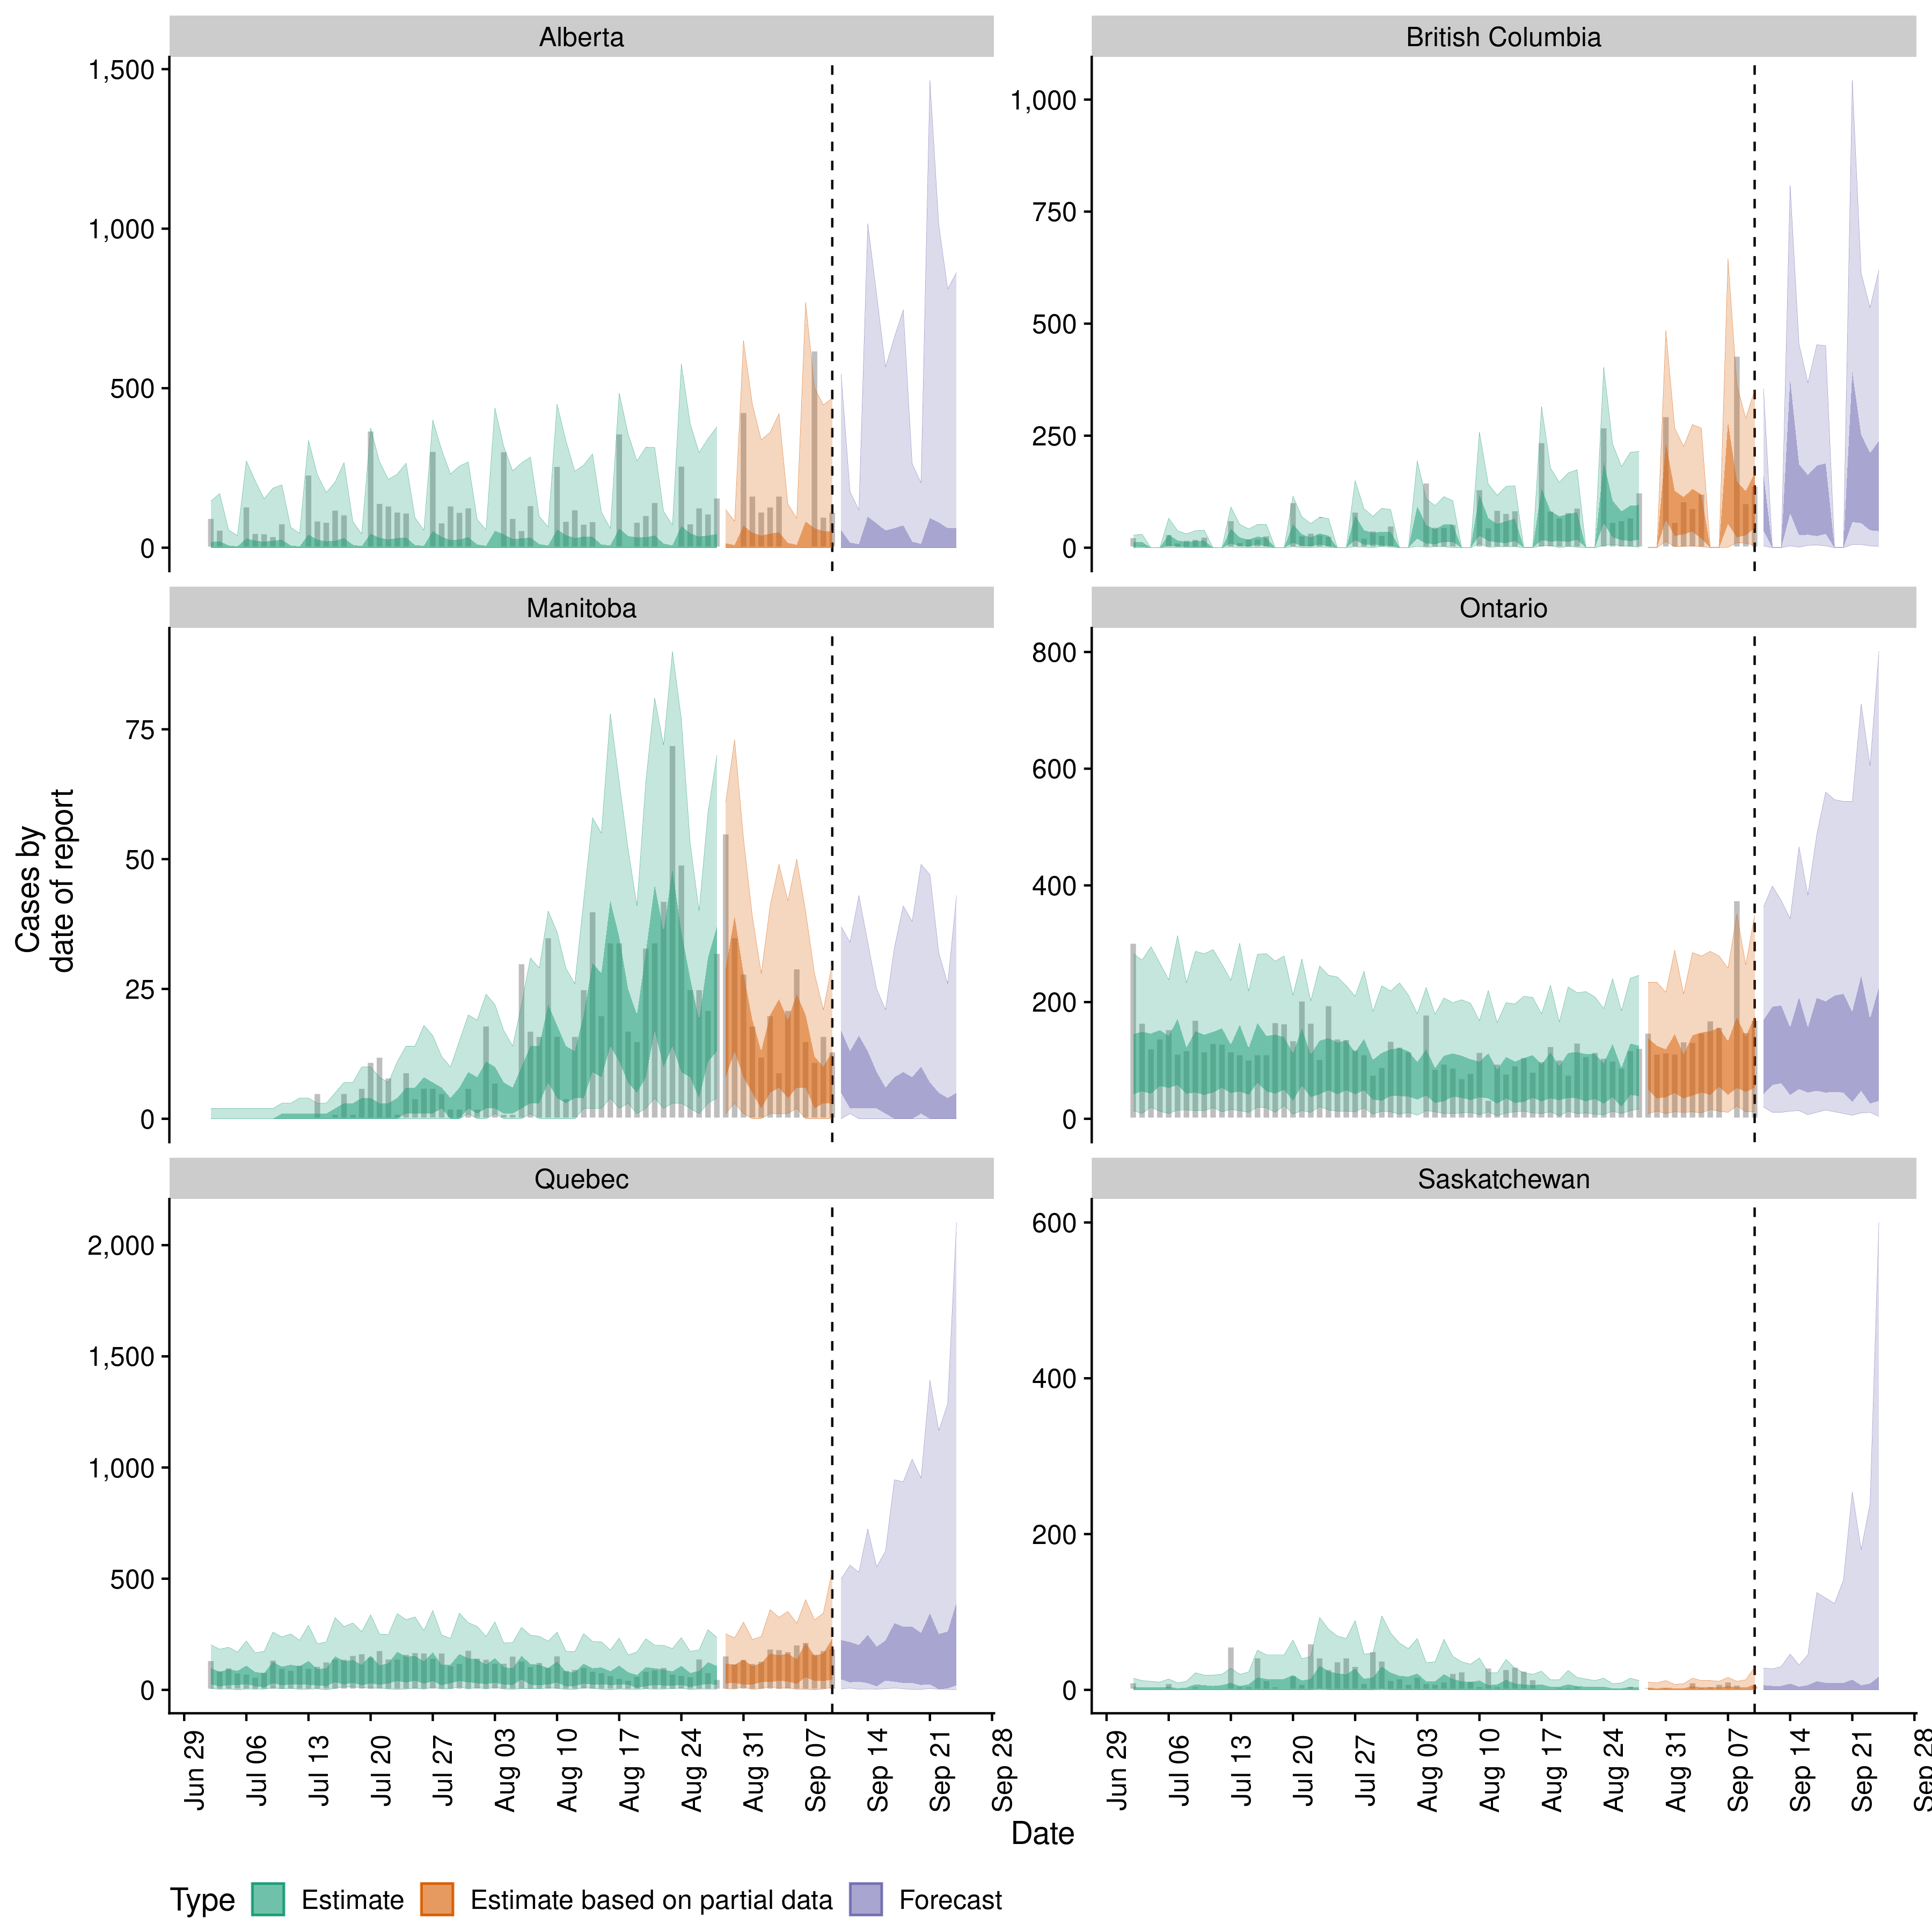 Alberta
British Columbia
1,500
1,000
500
0
1,000
750
500
250
0
Manitoba
Ontario
75
50
25
0
800
600
400
200
0
Cases by
date of report
Quebec
Saskatchewan
2,000
1,500
1,000
500
0
600
400
200
0
Jun 29
Jul 06
Jul 13
Jul 20
Jul 27
Aug 03
Aug 10
Aug 17
Aug 24
Aug 31
Sep 07
Sep 14
Sep 21
Sep 28
Jun 29
Jul 06
Jul 13
Jul 20
Jul 27
Aug 03
Aug 10
Aug 17
Aug 24
Aug 31
Sep 07
Sep 14
Sep 21
Sep 28
Date
Type Estimate Estimate based on partial data Forecast